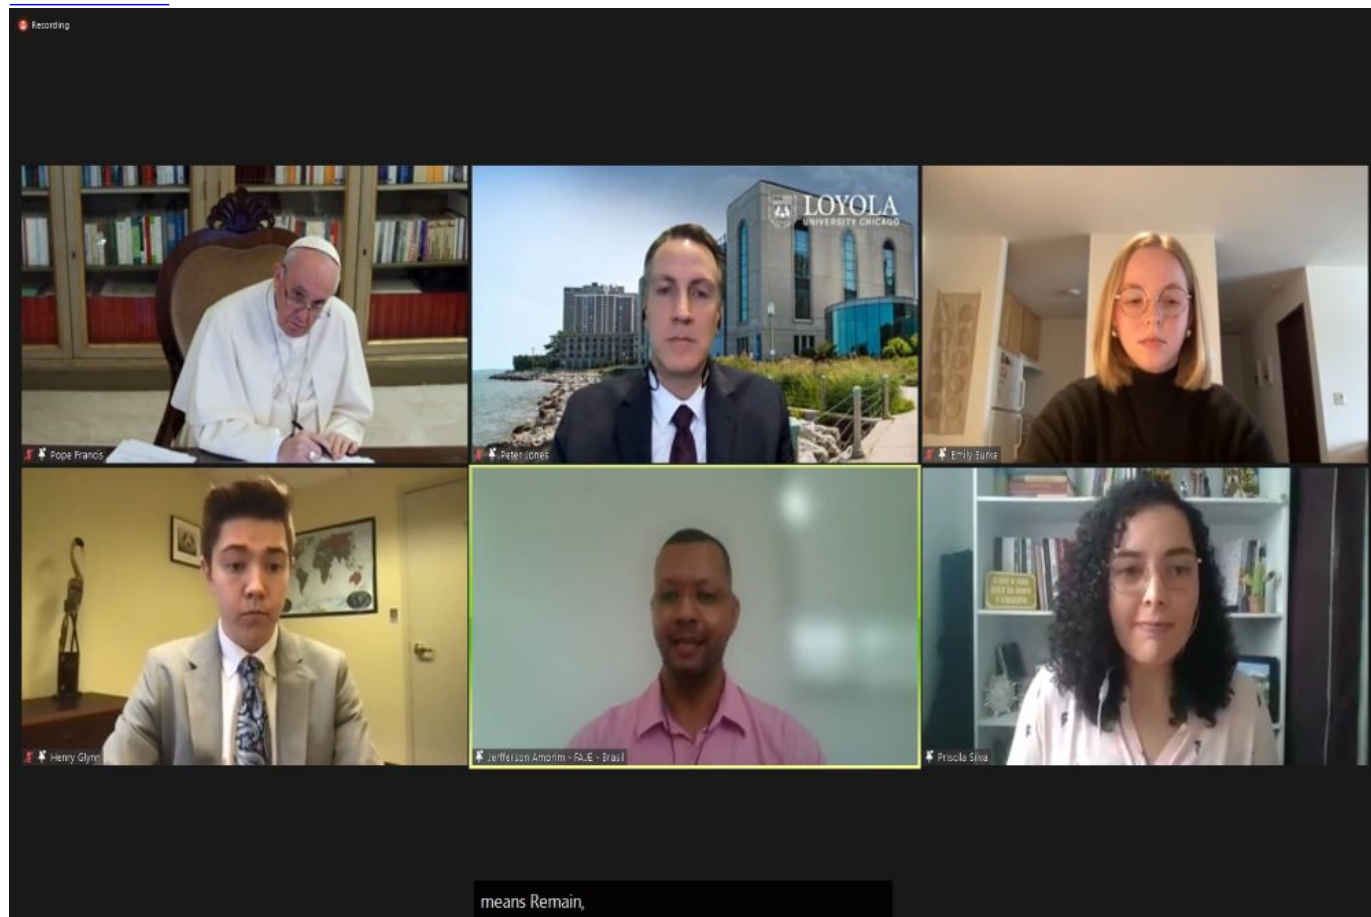 Recording
LOYOLA
UNIVERSITY CHICAGO
Pope Francis
Peter Jones
Emily Burke
Henry Glynn
Jerfferson Amorim - FAJE - Brasil
Priscila Silva
means Remain,